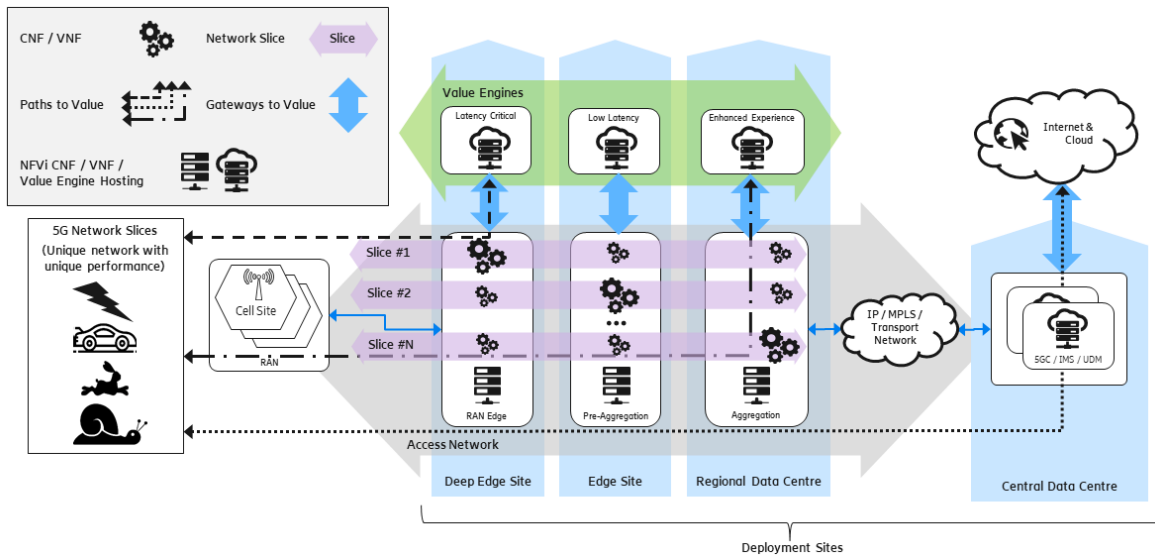 CNF / VNF
Network Slice
Slice
Paths to Value
Gateways to Value
NFVi CNF / VNF /
Value Engine Hosting
Value Engines
Latency Critical
Low Latency
Enhanced Experience
Internet &
Cloud
5G Network Slices
(Unique network with
unique performance)
Cell Site
RAN
Slice #1
Slice #2
...
Slice #N
RAN Edge
Pre-Aggregation
Aggregation
IP / MPLS /
Transport
Network
5GC / IMS / UDM
Access Network
Deep Edge Site
Edge Site
Regional Data Centre
Central Data Centre
Deployment Sites